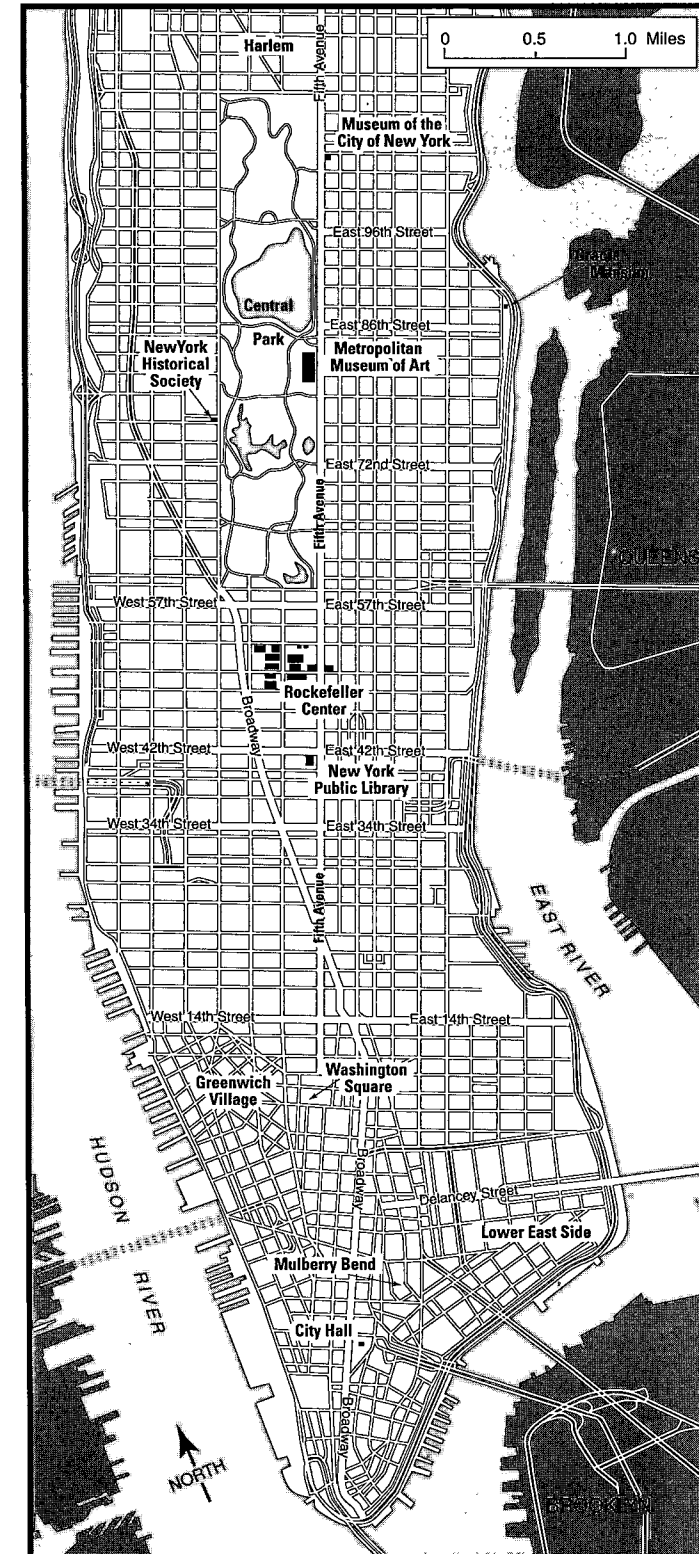 0 0.5 1.0 Miles
Harlem
Fifth Avenue
Museum of the
City of New York
East 96th Street
Gracie
Mansion
Central
Park
East 86th Street
NewYork
Historical
Society
Metropolitan
Museum of Art
East 72nd Street
Fifth Avenue
QUEENS
West 57th Street
East 57th Street
Rockefeller
Center
Broadway
West 42th Street
East 42th Street
New York
Public Library
West 34th Street
East 34th Street
Fifth Avenue
EAST RIVER
West 14th Street
East 14th Street
Greenwich
Village
Washington
Square
HUDSON
RIVER
Broadway
Delancey Street
Lower East Side
Mulberry Bend
City Hall
Broadway
NORTH
BROOKLYN